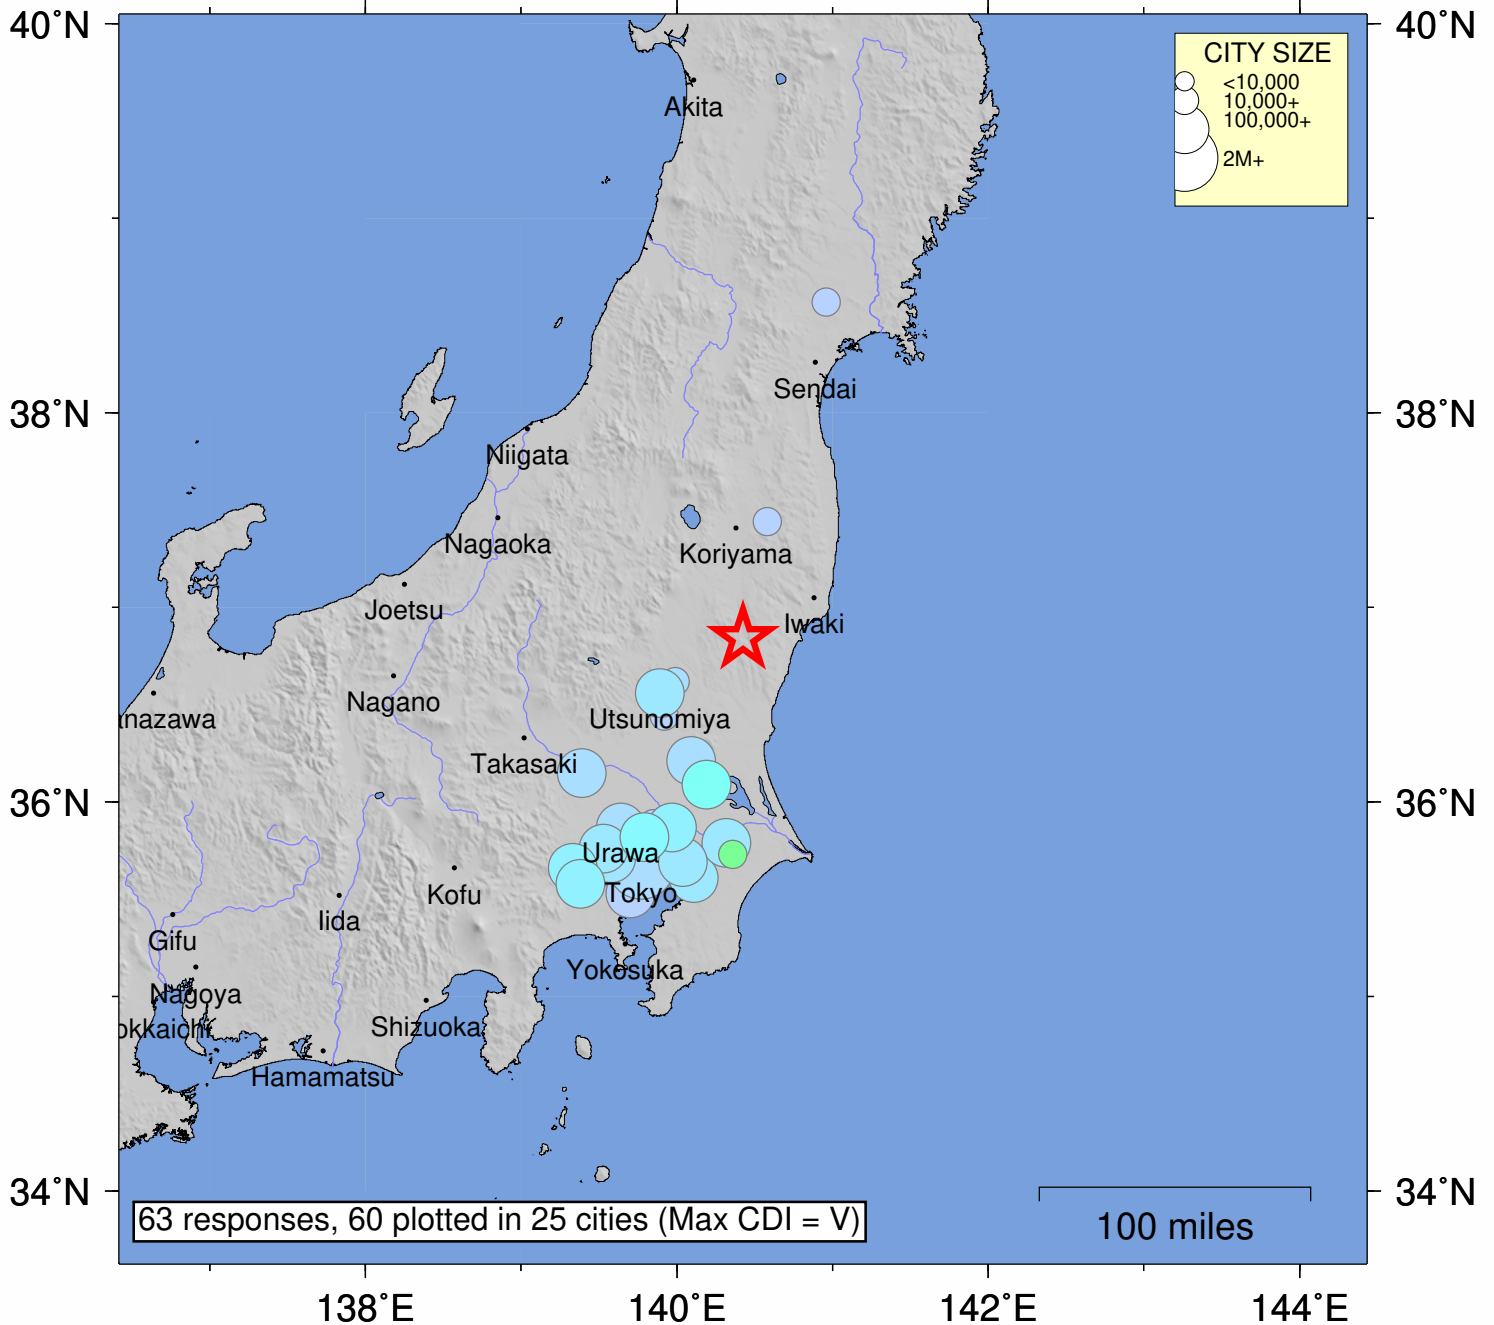 40°N
40°N
CITY SIZE
<10,000
10,000+
100,000+
2M+
Akita
Sendai
38°N
38°N
Niigata
Nagaoka
Koriyama
Joetsu
Iwaki
Nagano
anazawa
Utsunomiya
Takasaki
36°N
36°N
Urawa
Kofu
Tokyo
Iida
Gifu
Yokosuka
Nagoya
okkaichi
Shizuoka
Hamamatsu
34°N
34°N
63 responses, 60 plotted in 25 cities (Max CDI = V)
100 miles
138°E
140°E
142°E
144°E